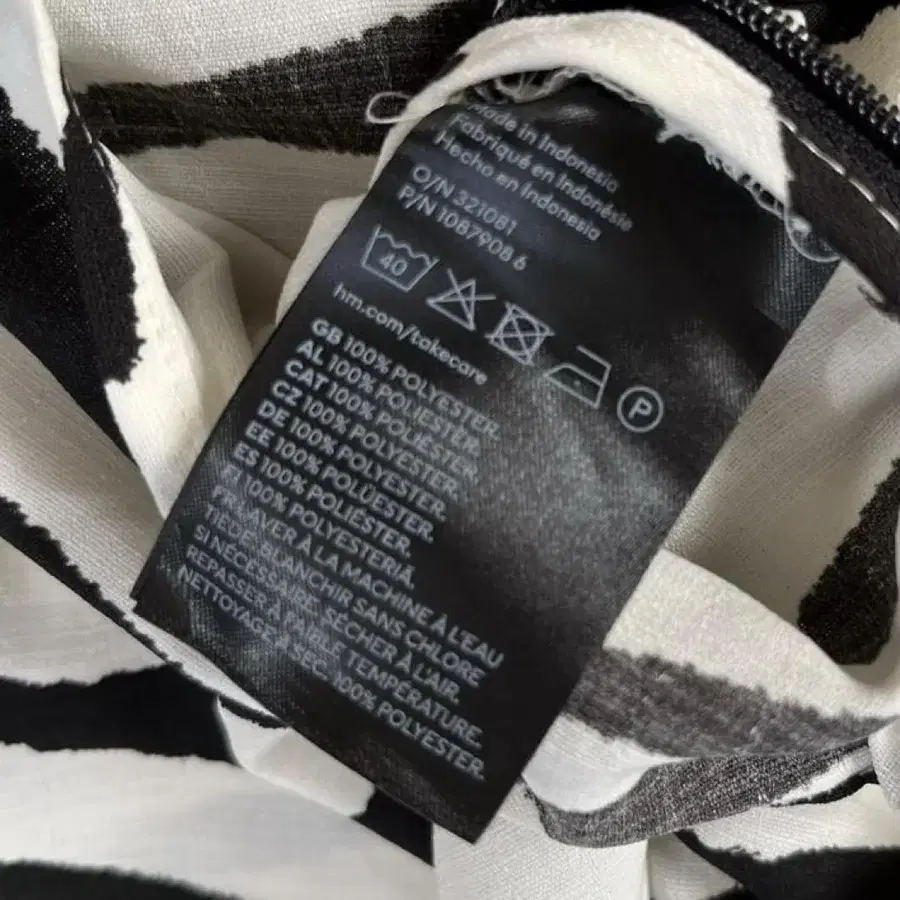 Made in Indonesia
Fabriqué en Indonésie
Hecho en Indonesia
O/N 321081
P/N 1087908 6
40
P
hm.com/takecare
GB 100% POLYESTER.
AL 100% POLIESTER.
CAT 100% POLIÉSTER.
CZ 100% POLYESTER.
DE 100% POLYESTER.
EE 100% POLÜESTER.
ES 100% POLIÉSTER.
FI 100% POLYESTERIÄ.
FR LAVER À LA MACHINE À L'EAU
TIÈDE. BLANCHIR SANS CHLORE
SI NÉCESSAIRE. SÉCHER À L'AIR.
REPASSER À FAIBLE TEMPÉRATURE.
NETTOYAGE À SEC. 100% POLYESTER.